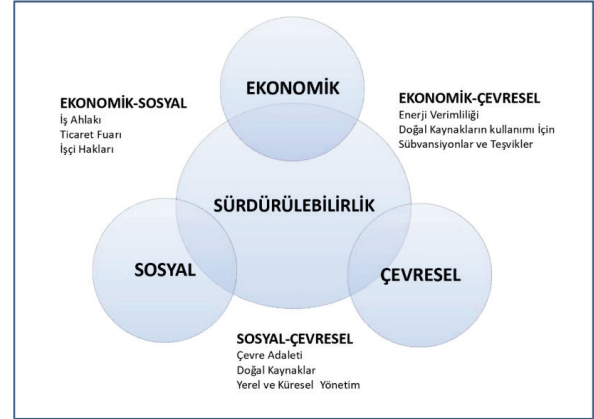 EKONOMİK
EKONOMİK-SOSYAL
İş Ahlakı
Ticaret Fuarı
İşçi Hakları
EKONOMİK-ÇEVRESEL
Enerji Verimliliği
Doğal Kaynakların kullanımı İçin
Sübvansiyonlar ve Teşvikler
SÜRDÜRÜLEBİLİRLİK
SOSYAL
ÇEVRESEL
SOSYAL-ÇEVRESEL
Çevre Adaleti
Doğal Kaynaklar
Yerel ve Küresel Yönetim